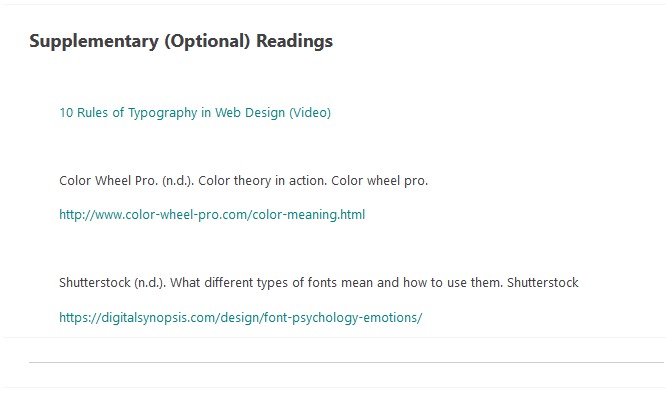 Supplementary (Optional) Readings
10 Rules of Typography in Web Design (Video)
Color Wheel Pro. (n.d.). Color theory in action. Color wheel pro.
http://www.color-wheel-pro.com/color-meaning.html
Shutterstock (n.d.). What different types of fonts mean and how to use them. Shutterstock
https://digitalsynopsis.com/design/font-psychology-emotions/